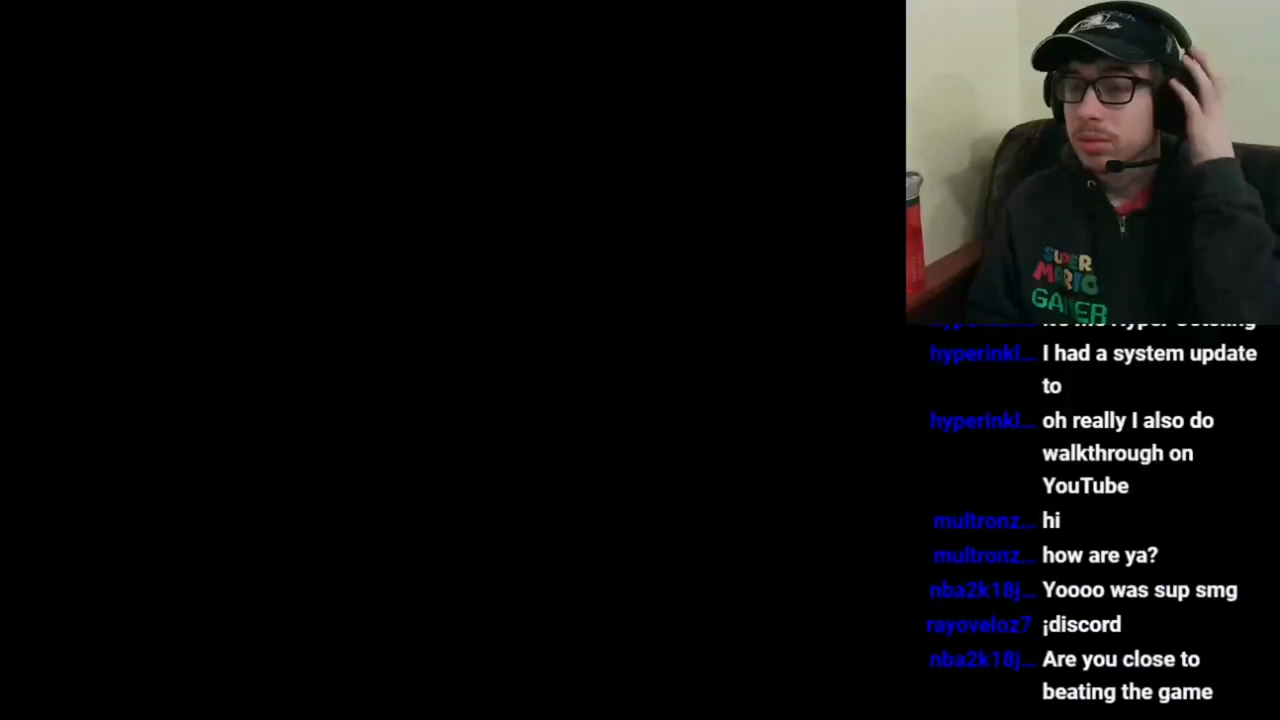 SUPER
MARIO
GAMER
hyperinkl... I had a system update
to
hyperinkl... oh really I also do
walkthrough on
YouTube
multronz... hi
multronz... how are ya?
nba2k18j... Yoooo was sup smg
rayoveloz7 ¡discord
nba2k18j... Are you close to
beating the game